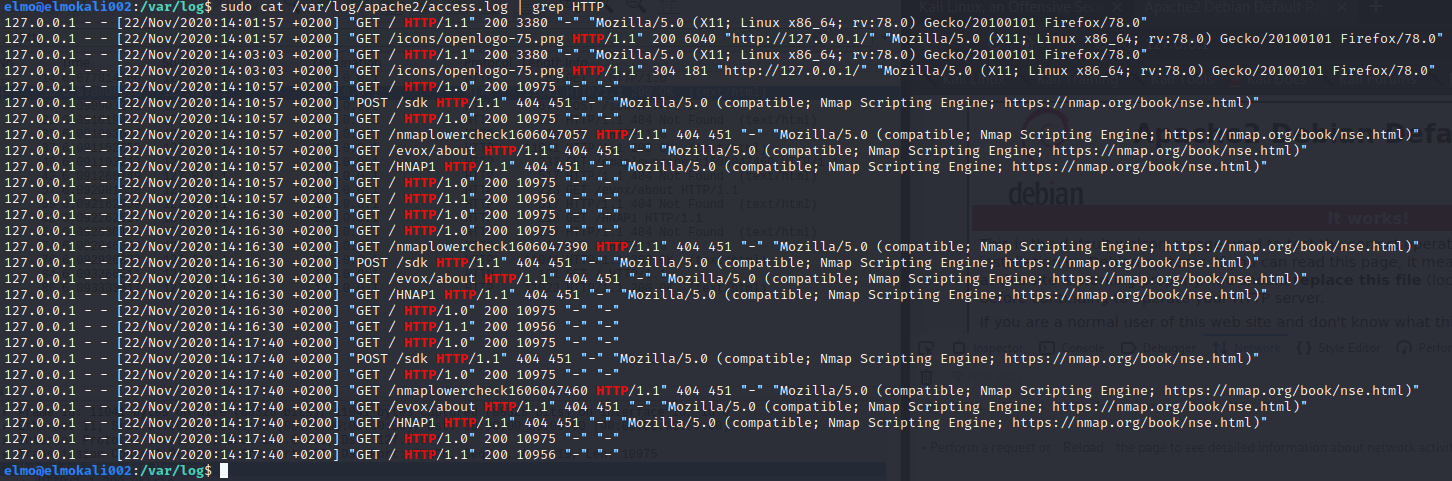 elmo@elmokali002:/var/log$ sudo cat /var/log/apache2/access.log | grep HTTP
127.0.0.1 - - [22/Nov/2020:14:01:57 +0200] "GET / HTTP/1.1" 200 3380 "-" "Mozilla/5.0 (X11; Linux x86_64; rv:78.0) Gecko/20100101 Firefox/78.0"
127.0.0.1 - - [22/Nov/2020:14:01:57 +0200] "GET /icons/openlogo-75.png HTTP/1.1" 200 6040 "http://127.0.0.1/" "Mozilla/5.0 (X11; Linux x86_64; rv:78.0) Gecko/20100101 Firefox/78.0"
127.0.0.1 - - [22/Nov/2020:14:03:03 +0200] "GET / HTTP/1.1" 200 3380 "-" "Mozilla/5.0 (X11; Linux x86_64; rv:78.0) Gecko/20100101 Firefox/78.0"
127.0.0.1 - - [22/Nov/2020:14:03:03 +0200] "GET /icons/openlogo-75.png HTTP/1.1" 304 181 "http://127.0.0.1/" "Mozilla/5.0 (X11; Linux x86_64; rv:78.0) Gecko/20100101 Firefox/78.0"
127.0.0.1 - - [22/Nov/2020:14:10:57 +0200] "GET / HTTP/1.0" 200 10975 "-" "-"
127.0.0.1 - - [22/Nov/2020:14:10:57 +0200] "POST /sdk HTTP/1.1" 404 451 "-" "Mozilla/5.0 (compatible; Nmap Scripting Engine; https://nmap.org/book/nse.html)"
127.0.0.1 - - [22/Nov/2020:14:10:57 +0200] "GET / HTTP/1.0" 200 10975 "-" "-"
127.0.0.1 - - [22/Nov/2020:14:10:57 +0200] "GET /nmaplowercheck1606047057 HTTP/1.1" 404 451 "-" "Mozilla/5.0 (compatible; Nmap Scripting Engine; https://nmap.org/book/nse.html)"
127.0.0.1 - - [22/Nov/2020:14:10:57 +0200] "GET /evox/about HTTP/1.1" 404 451 "-" "Mozilla/5.0 (compatible; Nmap Scripting Engine; https://nmap.org/book/nse.html)"
127.0.0.1 - - [22/Nov/2020:14:10:57 +0200] "GET /HNAP1 HTTP/1.1" 404 451 "-" "Mozilla/5.0 (compatible; Nmap Scripting Engine; https://nmap.org/book/nse.html)"
127.0.0.1 - - [22/Nov/2020:14:10:57 +0200] "GET / HTTP/1.0" 200 10975 "-" "-"
127.0.0.1 - - [22/Nov/2020:14:10:57 +0200] "GET / HTTP/1.1" 200 10956 "-" "-"
127.0.0.1 - - [22/Nov/2020:14:16:30 +0200] "GET / HTTP/1.0" 200 10975 "-" "-"
127.0.0.1 - - [22/Nov/2020:14:16:30 +0200] "GET / HTTP/1.0" 200 10975 "-" "-"
127.0.0.1 - - [22/Nov/2020:14:16:30 +0200] "GET /nmaplowercheck1606047390 HTTP/1.1" 404 451 "-" "Mozilla/5.0 (compatible; Nmap Scripting Engine; https://nmap.org/book/nse.html)"
127.0.0.1 - - [22/Nov/2020:14:16:30 +0200] "POST /sdk HTTP/1.1" 404 451 "-" "Mozilla/5.0 (compatible; Nmap Scripting Engine; https://nmap.org/book/nse.html)"
127.0.0.1 - - [22/Nov/2020:14:16:30 +0200] "GET /evox/about HTTP/1.1" 404 451 "-" "Mozilla/5.0 (compatible; Nmap Scripting Engine; https://nmap.org/book/nse.html)"
127.0.0.1 - - [22/Nov/2020:14:16:30 +0200] "GET /HNAP1 HTTP/1.1" 404 451 "-" "Mozilla/5.0 (compatible; Nmap Scripting Engine; https://nmap.org/book/nse.html)"
127.0.0.1 - - [22/Nov/2020:14:16:30 +0200] "GET / HTTP/1.0" 200 10975 "-" "-"
127.0.0.1 - - [22/Nov/2020:14:16:30 +0200] "GET / HTTP/1.1" 200 10956 "-" "-"
127.0.0.1 - - [22/Nov/2020:14:17:40 +0200] "GET / HTTP/1.0" 200 10975 "-" "-"
127.0.0.1 - - [22/Nov/2020:14:17:40 +0200] "POST /sdk HTTP/1.1" 404 451 "-" "Mozilla/5.0 (compatible; Nmap Scripting Engine; https://nmap.org/book/nse.html)"
127.0.0.1 - - [22/Nov/2020:14:17:40 +0200] "GET / HTTP/1.0" 200 10975 "-" "-"
127.0.0.1 - - [22/Nov/2020:14:17:40 +0200] "GET /nmaplowercheck1606047460 HTTP/1.1" 404 451 "-" "Mozilla/5.0 (compatible; Nmap Scripting Engine; https://nmap.org/book/nse.html)"
127.0.0.1 - - [22/Nov/2020:14:17:40 +0200] "GET /evox/about HTTP/1.1" 404 451 "-" "Mozilla/5.0 (compatible; Nmap Scripting Engine; https://nmap.org/book/nse.html)"
127.0.0.1 - - [22/Nov/2020:14:17:40 +0200] "GET /HNAP1 HTTP/1.1" 404 451 "-" "Mozilla/5.0 (compatible; Nmap Scripting Engine; https://nmap.org/book/nse.html)"
127.0.0.1 - - [22/Nov/2020:14:17:40 +0200] "GET / HTTP/1.0" 200 10975 "-" "-"
127.0.0.1 - - [22/Nov/2020:14:17:40 +0200] "GET / HTTP/1.1" 200 10956 "-" "-"
elmo@elmokali002:/var/log$
debian
It works!